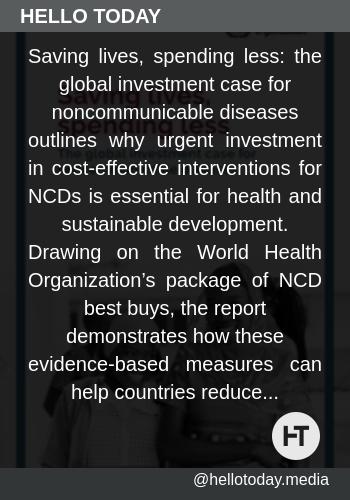 HELLO TODAY
Saving lives, spending less: the
global investment case for
noncommunicable diseases
outlines why urgent investment
in cost-effective interventions for
NCDs is essential for health and
sustainable development.
Drawing on the World Health
Organization’s package of NCD
best buys, the report
demonstrates how these
evidence-based measures can
help countries reduce...
HT
@hellotoday.media